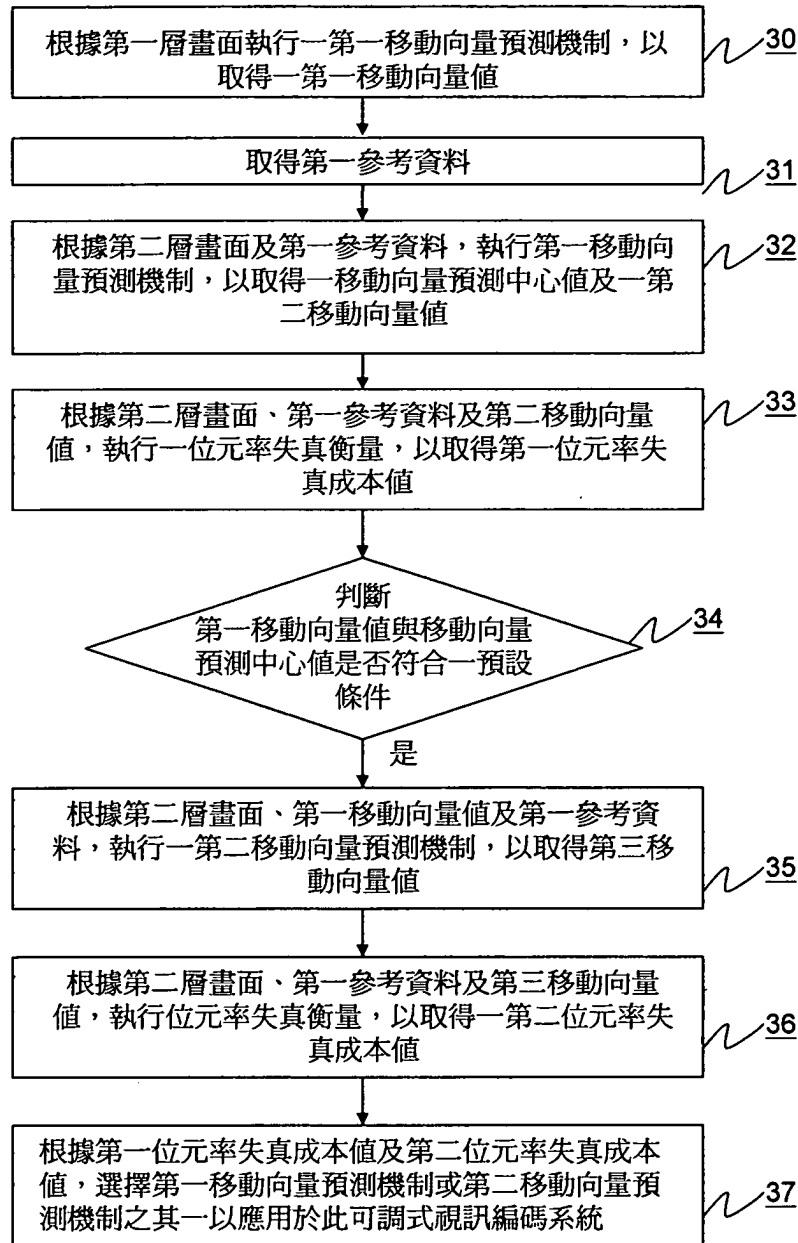 根據第一層畫面執行一第一移動向量預測機制，以
取得一第一移動向量值
30
取得第一參考資料
31
根據第二層畫面及第一參考資料，執行第一移動向
量預測機制，以取得一移動向量預測中心值及一第
二移動向量值
32
根據第二層畫面、第一參考資料及第二移動向量
值，執行一位元率失真衡量，以取得第一位元率失
真成本值
33
判斷
第一移動向量值與移動向量
預測中心值是否符合一預設
條件
34
是
根據第二層畫面、第一移動向量值及第一參考資
料，執行一第二移動向量預測機制，以取得第三移
動向量值
35
根據第二層畫面、第一參考資料及第三移動向量
值，執行位元率失真衡量，以取得一第二位元率失
真成本值
36
根據第一位元率失真成本值及第二位元率失真成本
值，選擇第一移動向量預測機制或第二移動向量預
測機制之其一以應用於此可調式視訊編碼系統
37